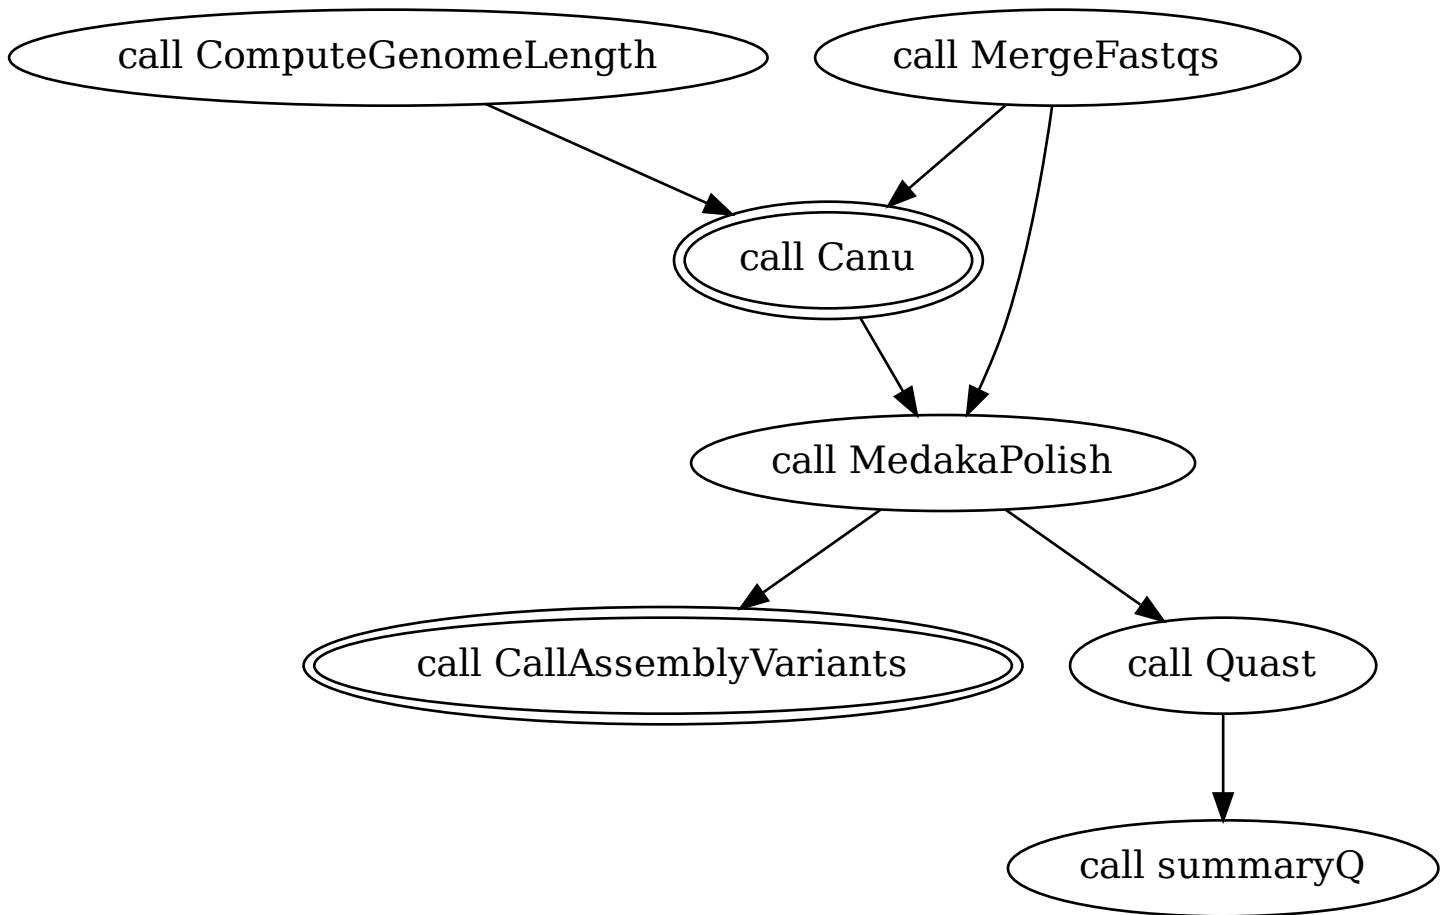 call ComputeGenomeLength
call MergeFastqs
call Canu
call MedakaPolish
call CallAssemblyVariants
call Quast
call summaryQ